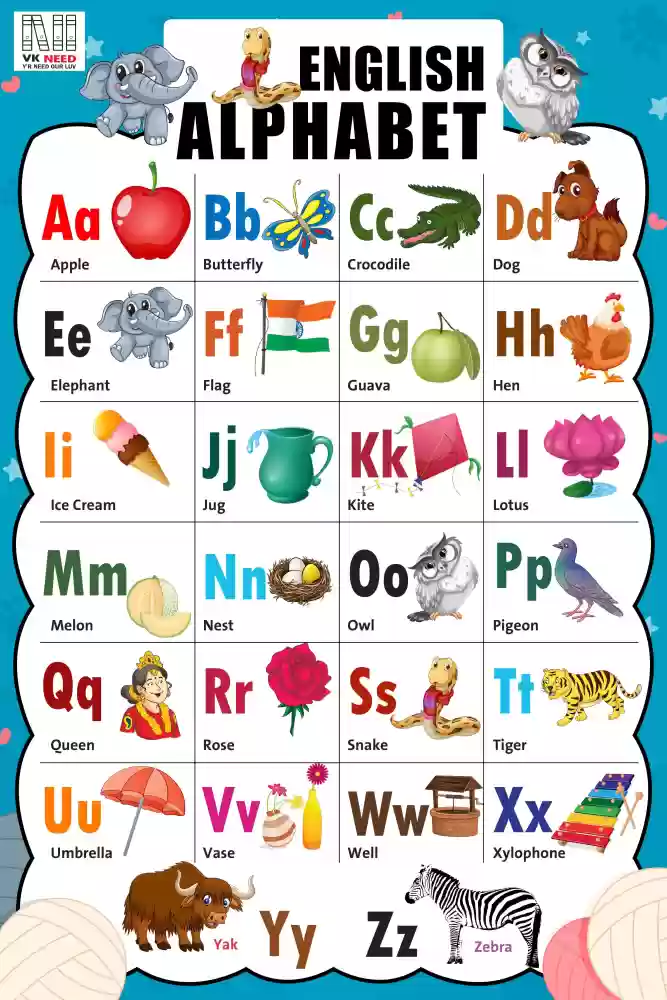 VK NEED
Y'R NEED OUR LUV
ENGLISH
ALPHABET
Aa
Apple
Bb
Butterfly
Cc
Crocodile
Dd
Dog
Ee
Elephant
Ff
Flag
Gg
Guava
Hh
Hen
Ii
Ice Cream
Jj
Jug
Kk
Kite
Ll
Lotus
Mm
Melon
Nn
Nest
Oo
Owl
Pp
Pigeon
Qq
Queen
Rr
Rose
Ss
Snake
Tt
Tiger
Uu
Umbrella
Vv
Vase
Ww
Well
Xx
Xylophone
Yak
Yy
Zz
Zebra